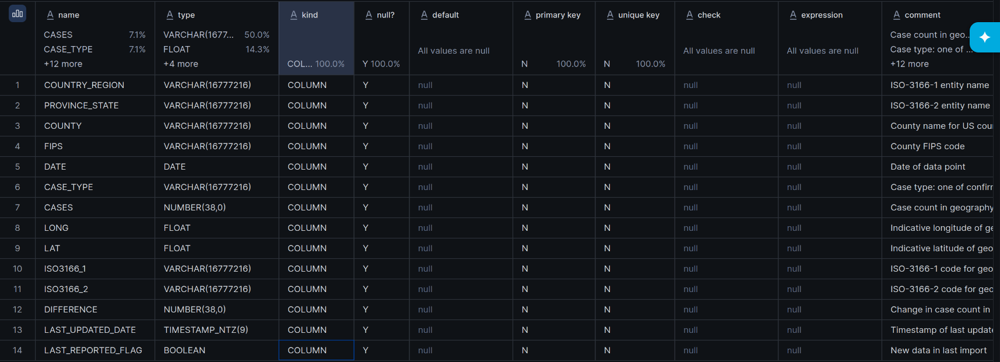 name type kind null? default primary key unique key check expression comment
CASES 7.1% VARCHAR(1677... 50.0% Case count in geo...
CASE_TYPE 7.1% FLOAT 14.3% All values are null All values are null All values are null Case type: one of ...
+12 more +4 more COL... 100.0% Y 100.0% N 100.0% N 100.0% +12 more
1 COUNTRY_REGION VARCHAR(16777216) COLUMN Y null N N null null ISO-3166-1 entity name
2 PROVINCE_STATE VARCHAR(16777216) COLUMN Y null N N null null ISO-3166-2 entity name
3 COUNTY VARCHAR(16777216) COLUMN Y null N N null null County name for US cou
4 FIPS VARCHAR(16777216) COLUMN Y null N N null null County FIPS code
5 DATE DATE COLUMN Y null N N null null Date of data point
6 CASE_TYPE VARCHAR(16777216) COLUMN Y null N N null null Case type: one of confir
7 CASES NUMBER(38,0) COLUMN Y null N N null null Case count in geography
8 LONG FLOAT COLUMN Y null N N null null Indicative longitude of ge
9 LAT FLOAT COLUMN Y null N N null null Indicative latitude of geo
10 ISO3166_1 VARCHAR(16777216) COLUMN Y null N N null null ISO-3166-1 code for geo
11 ISO3166_2 VARCHAR(16777216) COLUMN Y null N N null null ISO-3166-2 code for geo
12 DIFFERENCE NUMBER(38,0) COLUMN Y null N N null null Change in case count in
13 LAST_UPDATED_DATE TIMESTAMP_NTZ(9) COLUMN Y null N N null null Timestamp of last update
14 LAST_REPORTED_FLAG BOOLEAN COLUMN Y null N N null null New data in last import